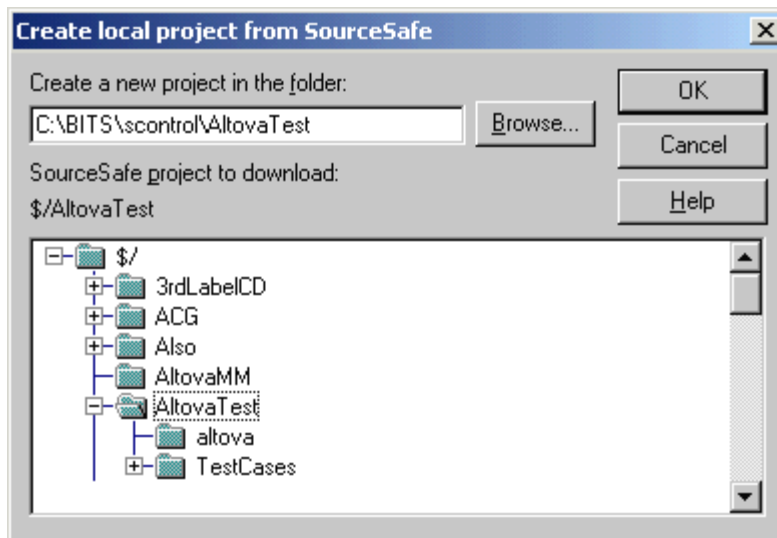 Create local project from SourceSafe
Create a new project in the folder:
OK
C:\BITS\scontrol\AltovaTest
Browse...
Cancel
SourceSafe project to download:
Help
$/AltovaTest
$/
3rdLabelCD
ACG
Also
AltovaMM
AltovaTest
altova
TestCases